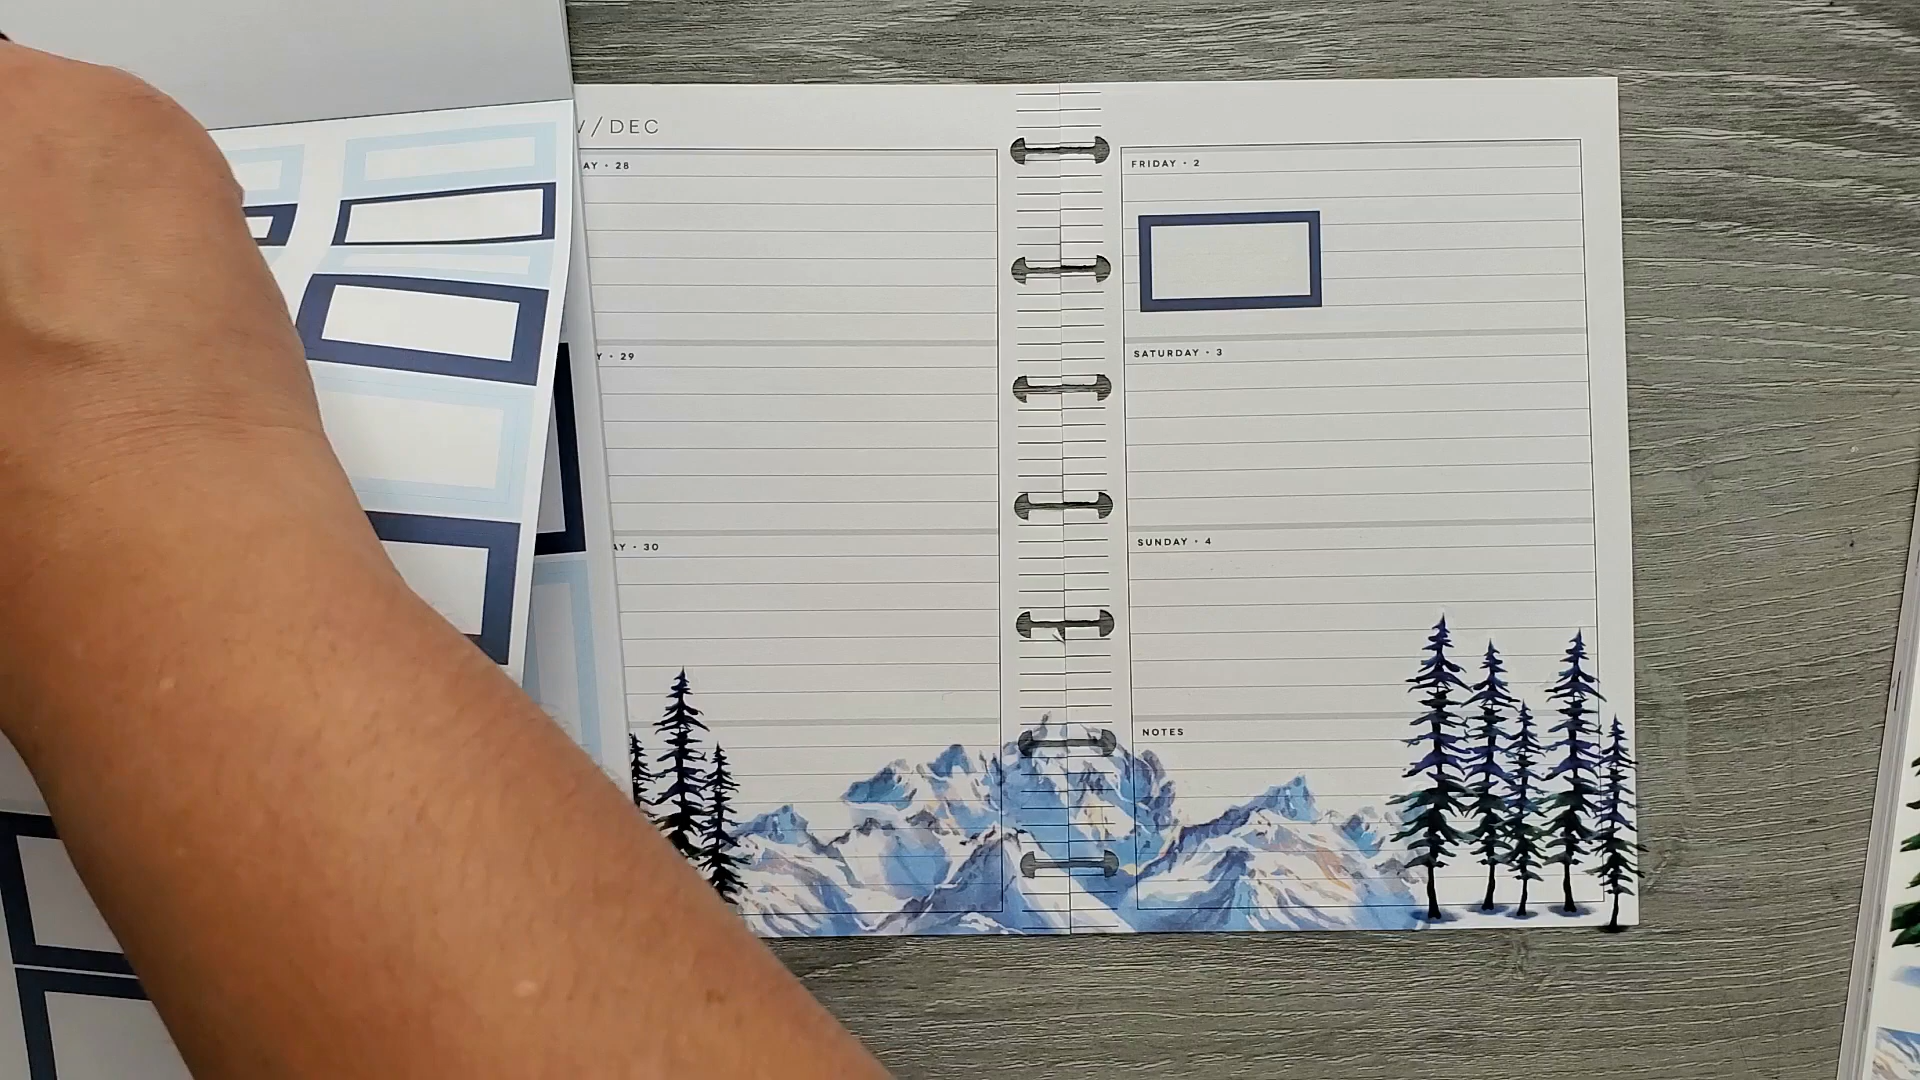 V/DEC
AY • 28
Y • 29
AY • 30
FRIDAY • 2
SATURDAY • 3
SUNDAY • 4
NOTES